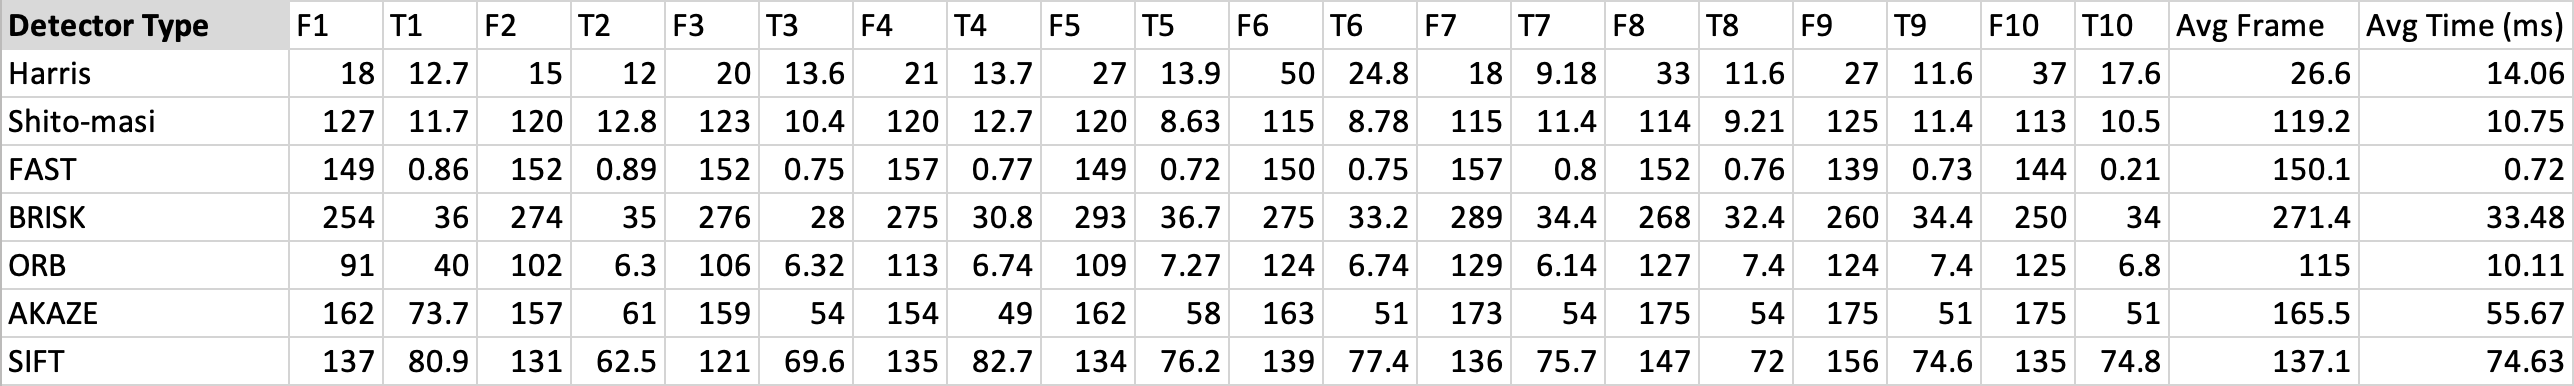 Detector Type F1 T1 F2 T2 F3 T3 F4 T4 F5 T5 F6 T6 F7 T7 F8 T8 F9 T9 F10 T10 Avg Frame Avg Time (ms)
Harris 18 12.7 15 12 20 13.6 21 13.7 27 13.9 50 24.8 18 9.18 33 11.6 27 11.6 37 17.6 26.6 14.06
Shito-masi 127 11.7 120 12.8 123 10.4 120 12.7 120 8.63 115 8.78 115 11.4 114 9.21 125 11.4 113 10.5 119.2 10.75
FAST 149 0.86 152 0.89 152 0.75 157 0.77 149 0.72 150 0.75 157 0.8 152 0.76 139 0.73 144 0.21 150.1 0.72
BRISK 254 36 274 35 276 28 275 30.8 293 36.7 275 33.2 289 34.4 268 32.4 260 34.4 250 34 271.4 33.48
ORB 91 40 102 6.3 106 6.32 113 6.74 109 7.27 124 6.74 129 6.14 127 7.4 124 7.4 125 6.8 115 10.11
AKAZE 162 73.7 157 61 159 54 154 49 162 58 163 51 173 54 175 54 175 51 175 51 165.5 55.67
SIFT 137 80.9 131 62.5 121 69.6 135 82.7 134 76.2 139 77.4 136 75.7 147 72 156 74.6 135 74.8 137.1 74.63